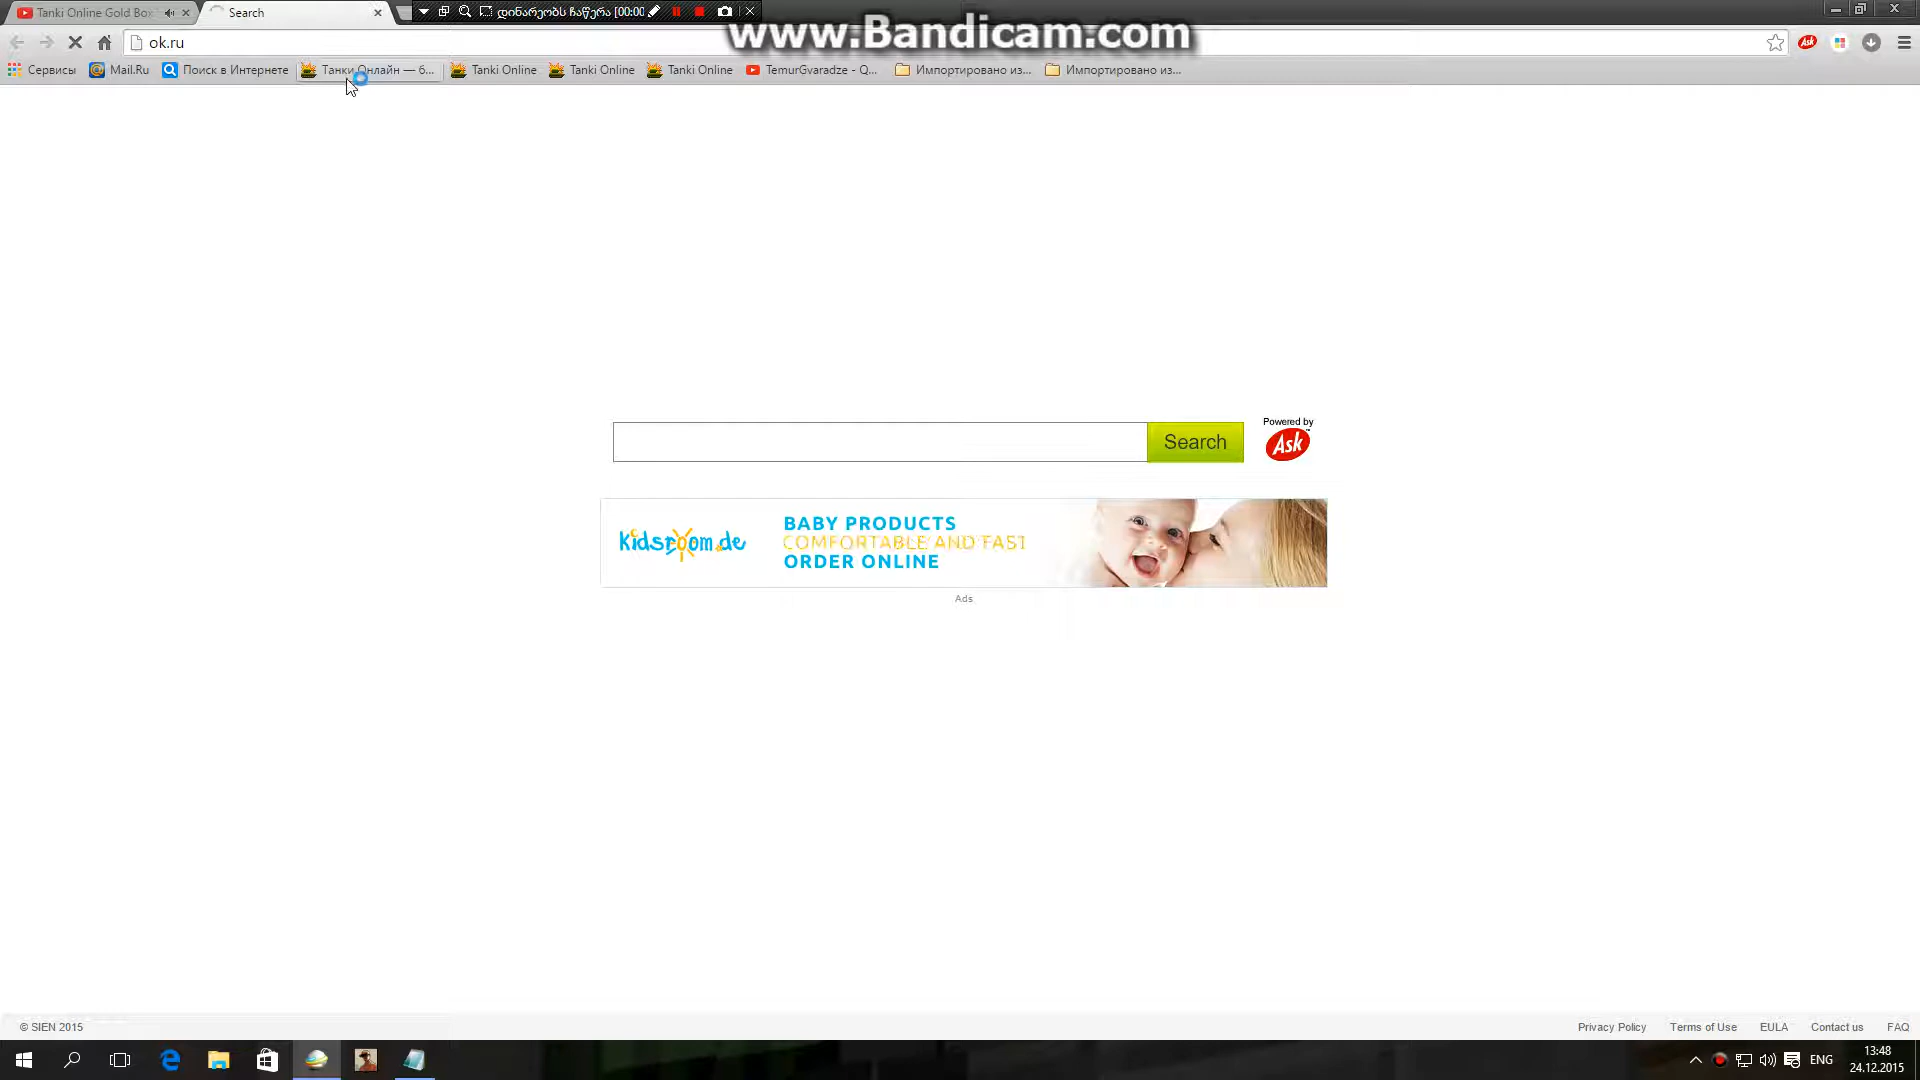 Tanki Online Gold Box
Search
დინარეობს ჩაწერა [00:00
www.Bandicam.com
ok.ru
Ask
Сервисы
Mail.Ru
Поиск в Интернете
Танки Онлайн — б...
Tanki Online
Tanki Online
Tanki Online
TemurGvaradze - Q...
Импортировано из...
Импортировано из...
Search
Powered by
Ask
kidsroom.de
BABY PRODUCTS
COMFORTABLE AND FAST
ORDER ONLINE
Ads
© SIEN 2015
Privacy Policy
Terms of Use
EULA
Contact us
FAQ
ENG
13:48
24.12.2015